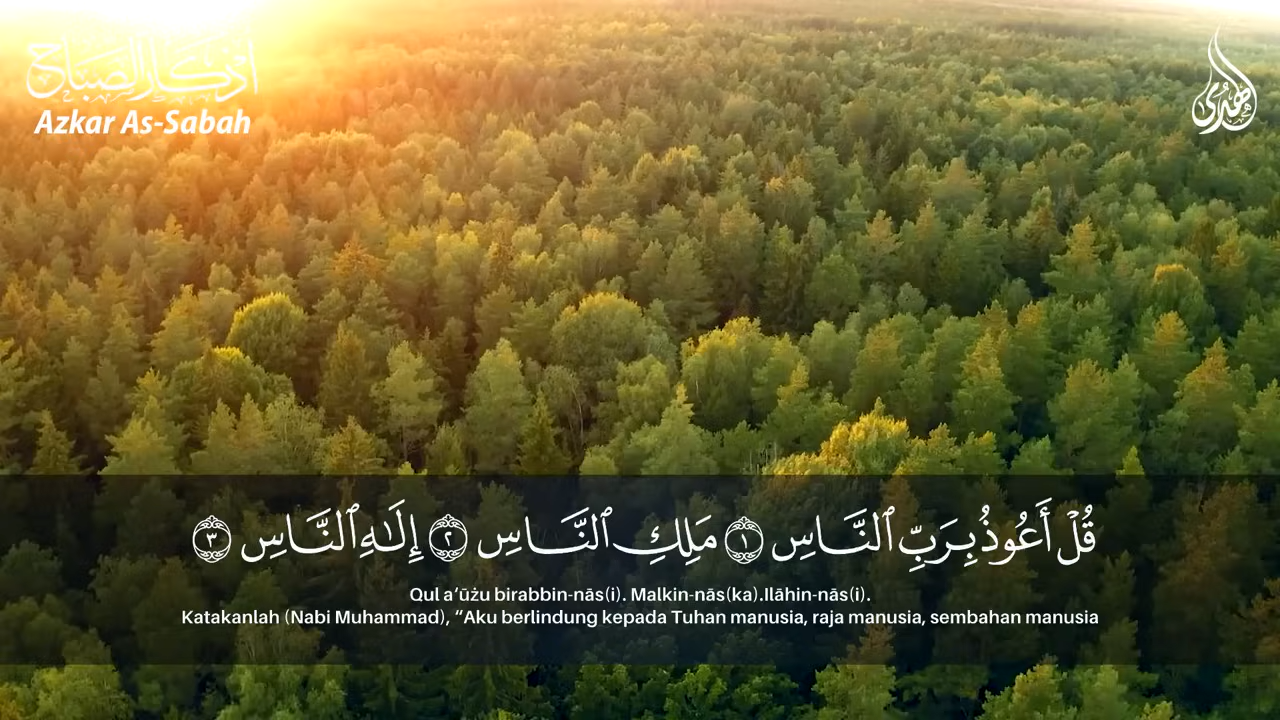 أذكار الصباح
Azkar As-Sabah
الهدى
قُلْ أَعُوذُ بِرَبِّ ٱلنَّاسِ ١ مَلِكِ ٱلنَّاسِ ٢ إِلَـٰهِ ٱلنَّاسِ ٣
Qul a‘ūżu birabbin-nās(i). Malkin-nās(ka).Ilāhin-nās(i).
Katakanlah (Nabi Muhammad), “Aku berlindung kepada Tuhan manusia, raja manusia, sembahan manusia